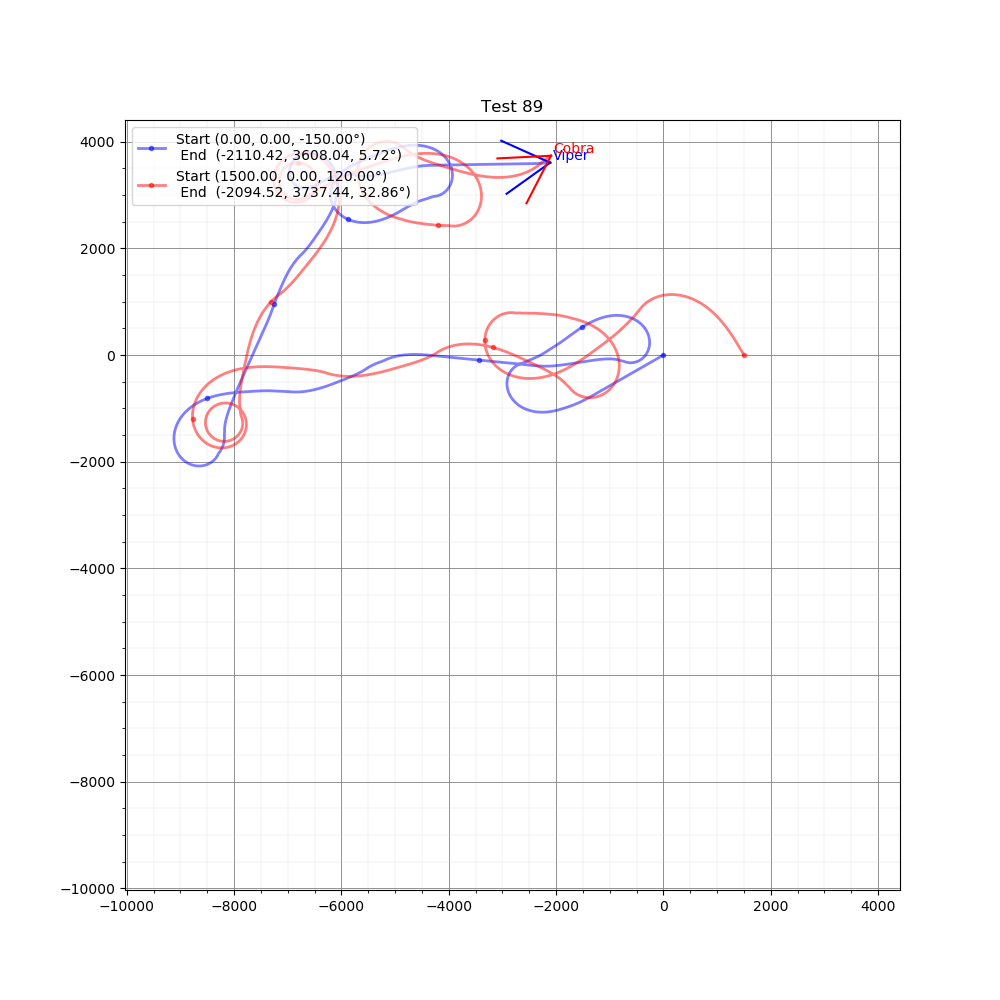 Test 89
Start (0.00, 0.00, -150.00°)
End (-2110.42, 3608.04, 5.72°)
Start (1500.00, 0.00, 120.00°)
End (-2094.52, 3737.44, 32.86°)
Cobra
Viper
4000
2000
0
−2000
−4000
−6000
−8000
−10000
−10000 −8000 −6000 −4000 −2000 0 2000 4000